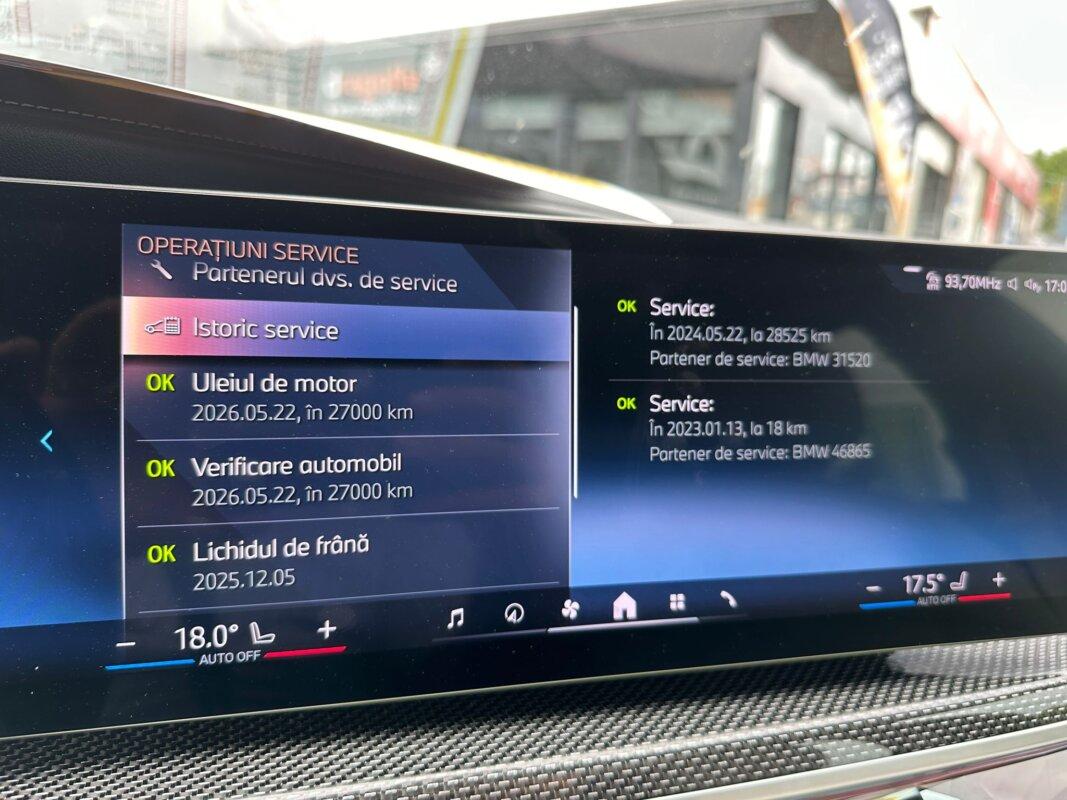 OPERAȚIUNI SERVICE
Partenerul dvs. de service
Istoric service
OK Uleiul de motor
2026.05.22, în 27000 km
OK Verificare automobil
2026.05.22, în 27000 km
OK Lichidul de frână
2025.12.05
93,70MHz
OK Service:
În 2024.05.22, la 28525 km
Partener de service: BMW 31520
OK Service:
În 2023.01.13, la 18 km
Partener de service: BMW 46865
- 18.0° +
AUTO OFF
- 17.5° +
AUTO OFF